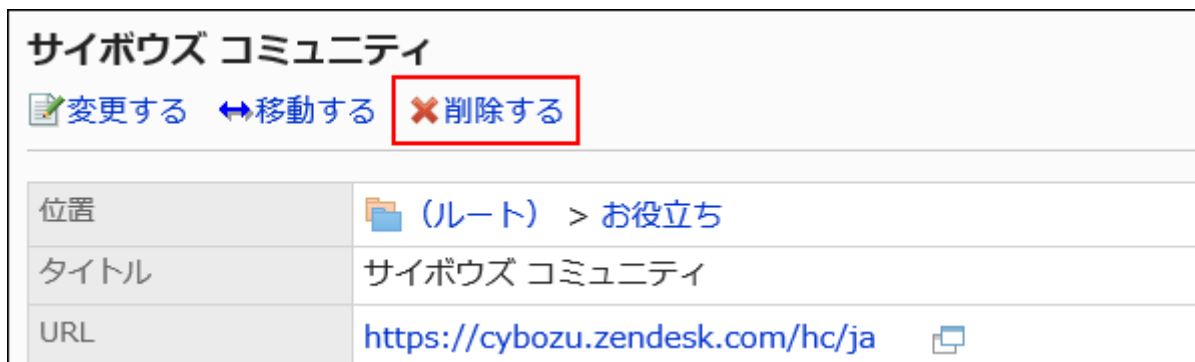 サイボウズ コミュニティ
変更する 移動する 削除する
位置 （ルート） > お役立ち
タイトル サイボウズ コミュニティ
URL https://cybozu.zendesk.com/hc/ja